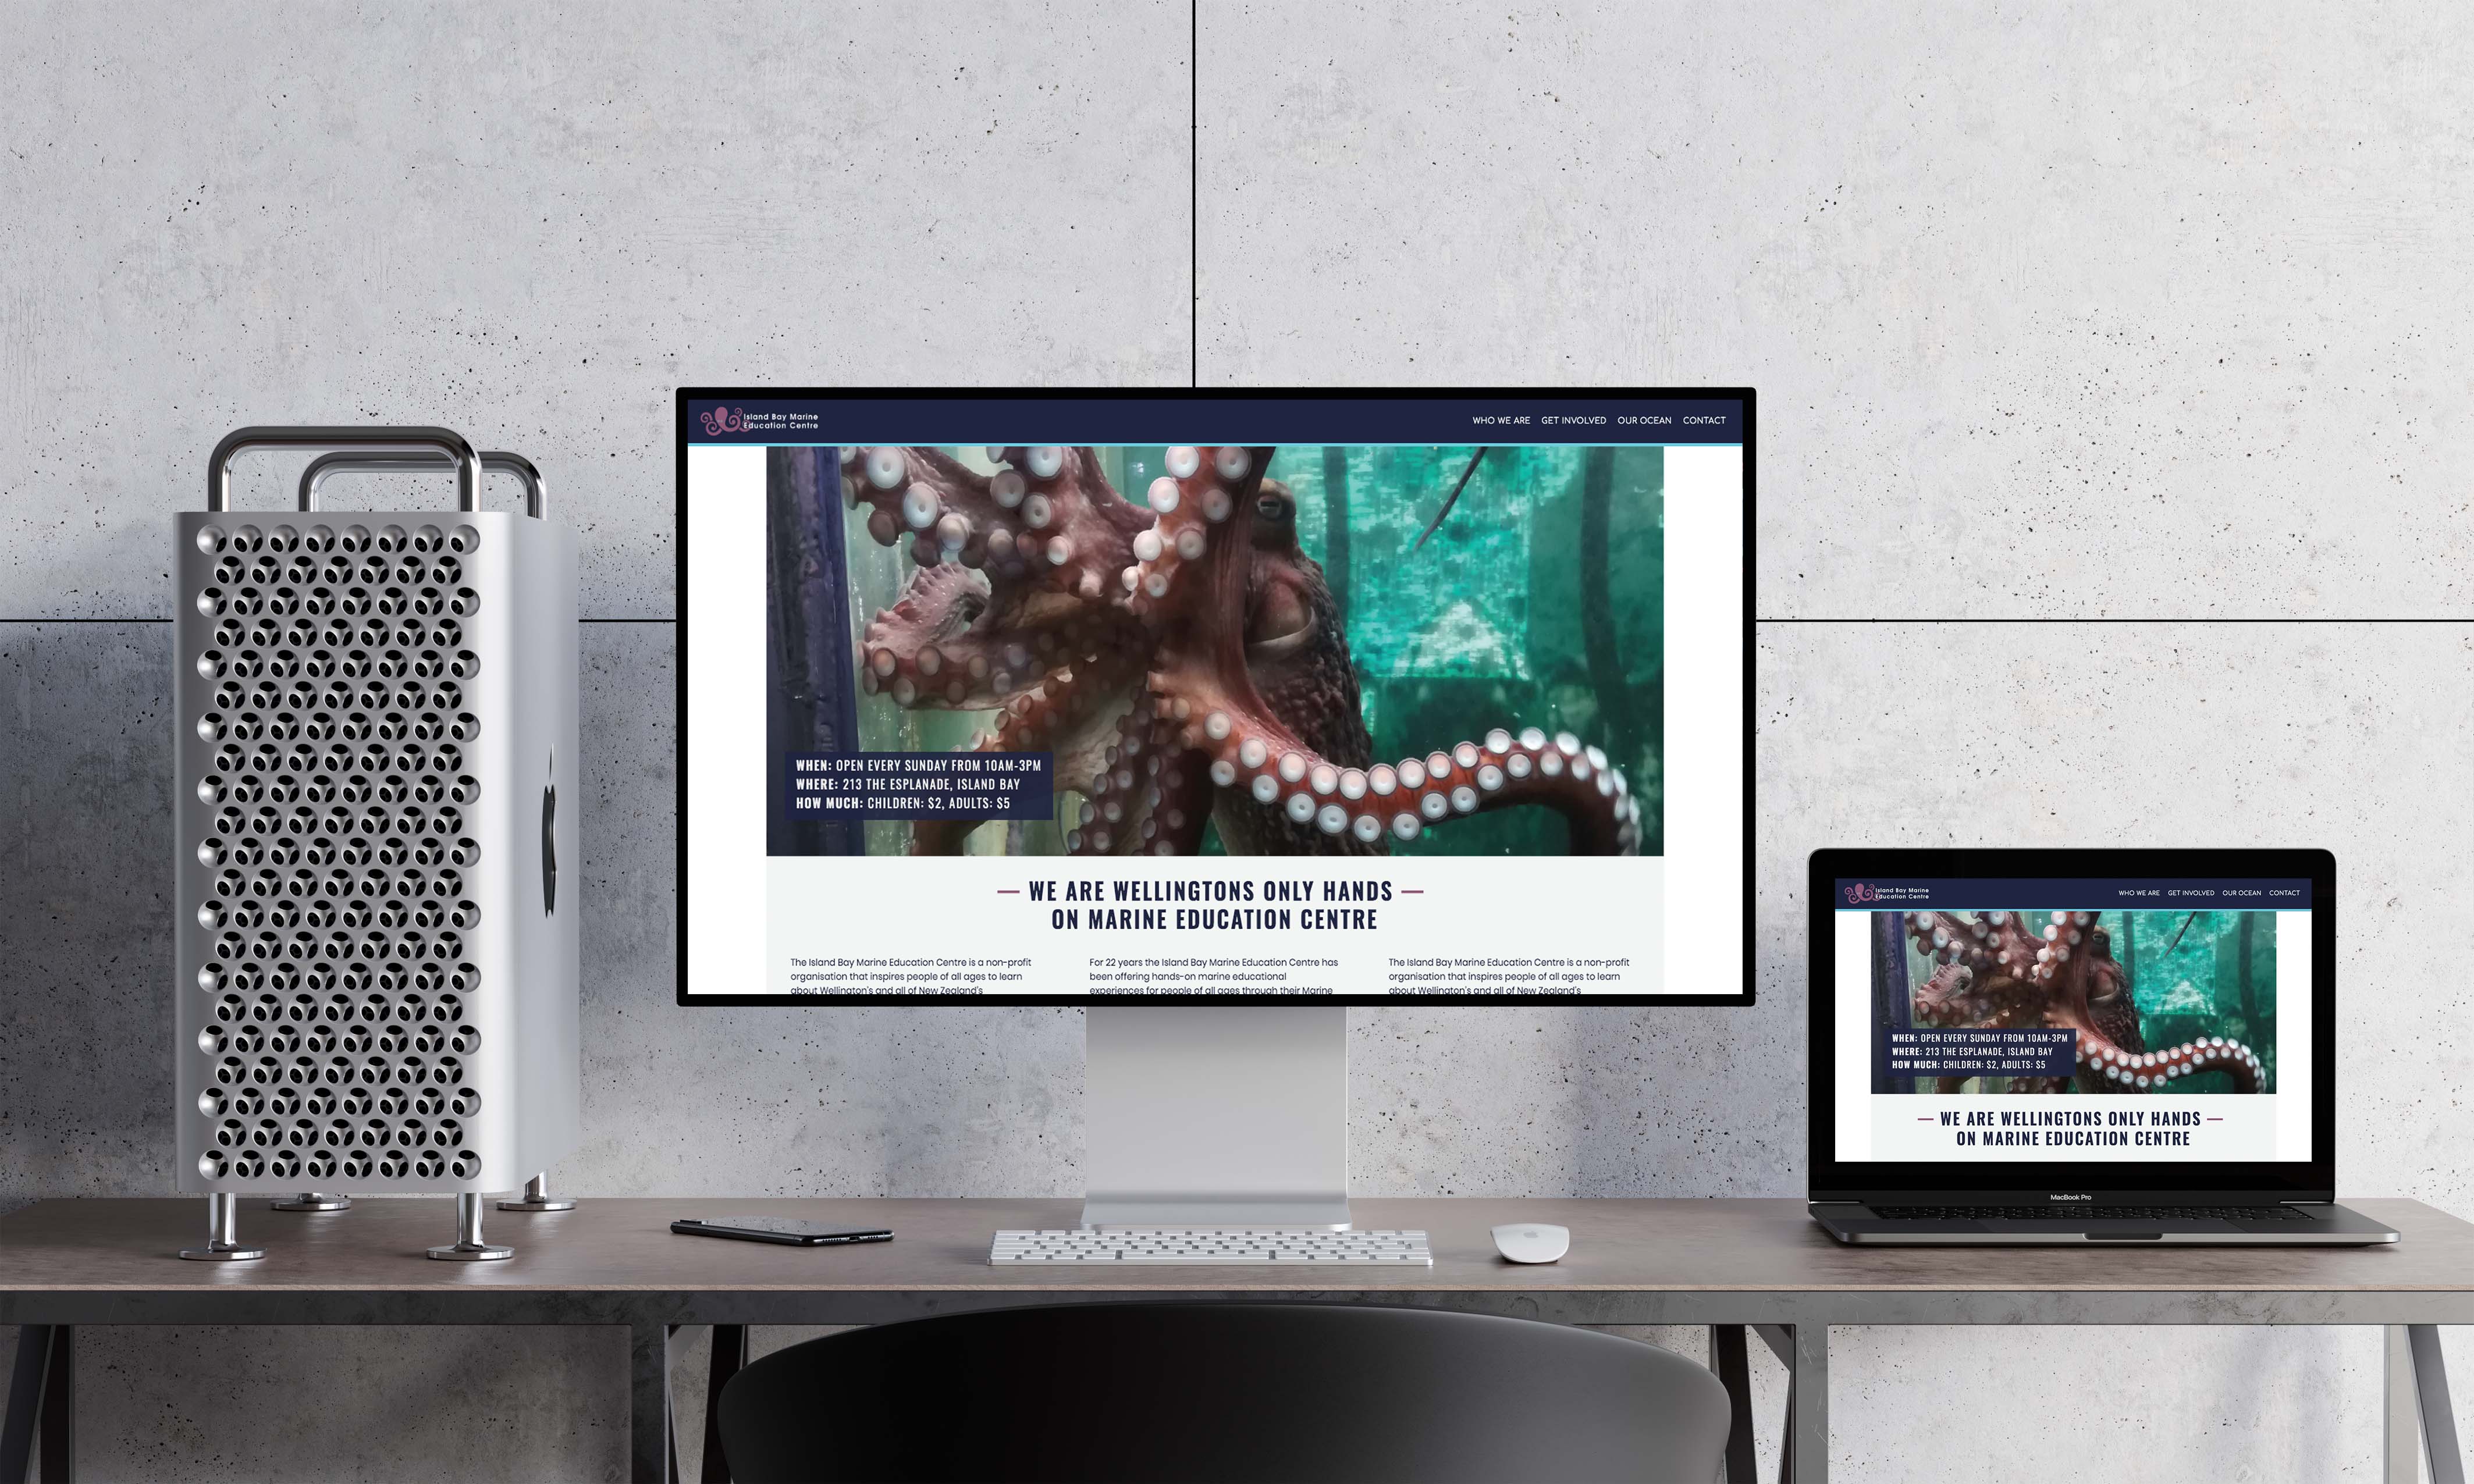 Island Bay Marine
Education Centre
WHO WE ARE GET INVOLVED OUR OCEAN CONTACT
WHEN: OPEN EVERY SUNDAY FROM 10AM-3PM
WHERE: 213 THE ESPLANADE, ISLAND BAY
HOW MUCH: CHILDREN: $2, ADULTS: $5
WE ARE WELLINGTONS ONLY HANDS
ON MARINE EDUCATION CENTRE
The Island Bay Marine Education Centre is a non-profit
organisation that inspires people of all ages to learn
about Wellington's and all of New Zealand's
For 22 years the Island Bay Marine Education Centre has
been offering hands-on marine educational
experiences for people of all ages through their Marine
The Island Bay Marine Education Centre is a non-profit
organisation that inspires people of all ages to learn
about Wellington's and all of New Zealand's
Island Bay Marine
Education Centre
WHO WE ARE GET INVOLVED OUR OCEAN CONTACT
WHEN: OPEN EVERY SUNDAY FROM 10AM-3PM
WHERE: 213 THE ESPLANADE, ISLAND BAY
HOW MUCH: CHILDREN: $2, ADULTS: $5
WE ARE WELLINGTONS ONLY HANDS
ON MARINE EDUCATION CENTRE
MacBook Pro